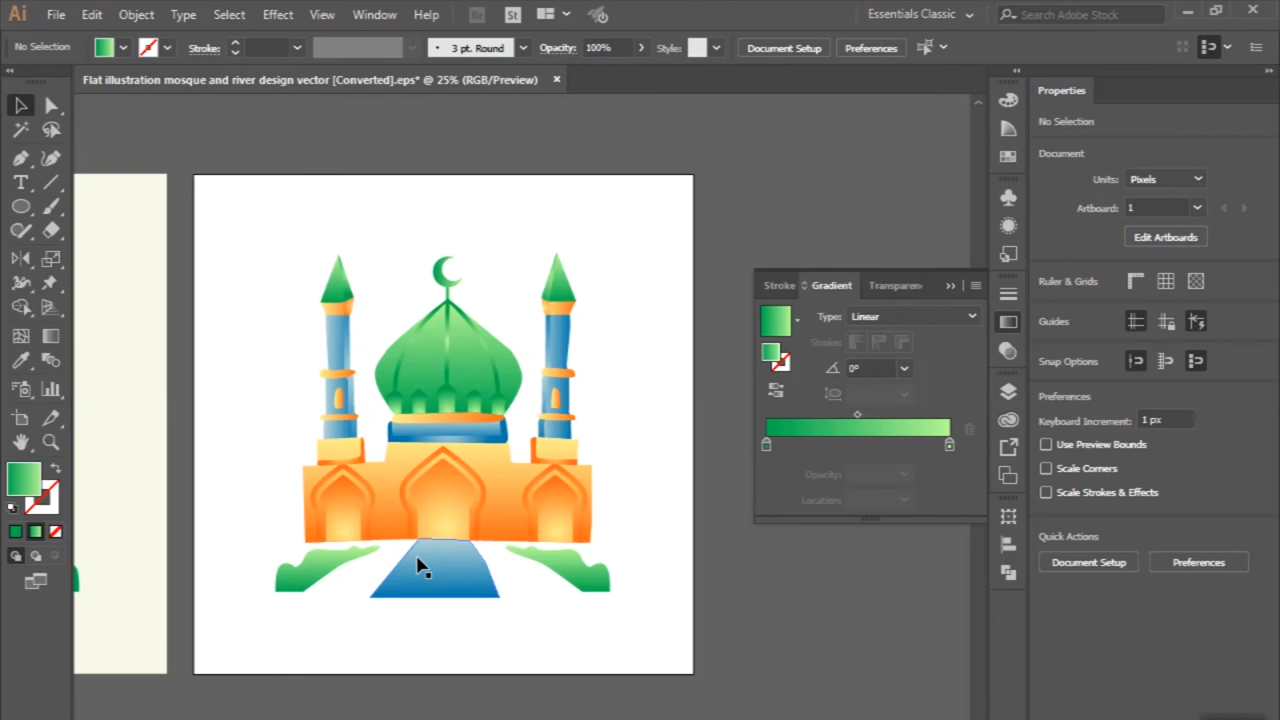 Ai File Edit Object Type Select Effect View Window Help Br St Essentials Classic Search Adobe Stock
No Selection Stroke: 3 pt. Round Opacity: 100% Style: Document Setup Preferences
Flat illustration mosque and river design vector [Converted].eps* @ 25% (RGB/Preview)
Properties
No Selection
Document
Units: Pixels
Artboard: 1
Edit Artboards
Ruler & Grids
Guides
Snap Options
Preferences
Keyboard Increment: 1 px
Use Preview Bounds
Scale Corners
Scale Strokes & Effects
Quick Actions
Document Setup Preferences
Stroke Gradient Transparen
Type: Linear
Stroke:
0°
Opacity:
Location:
T